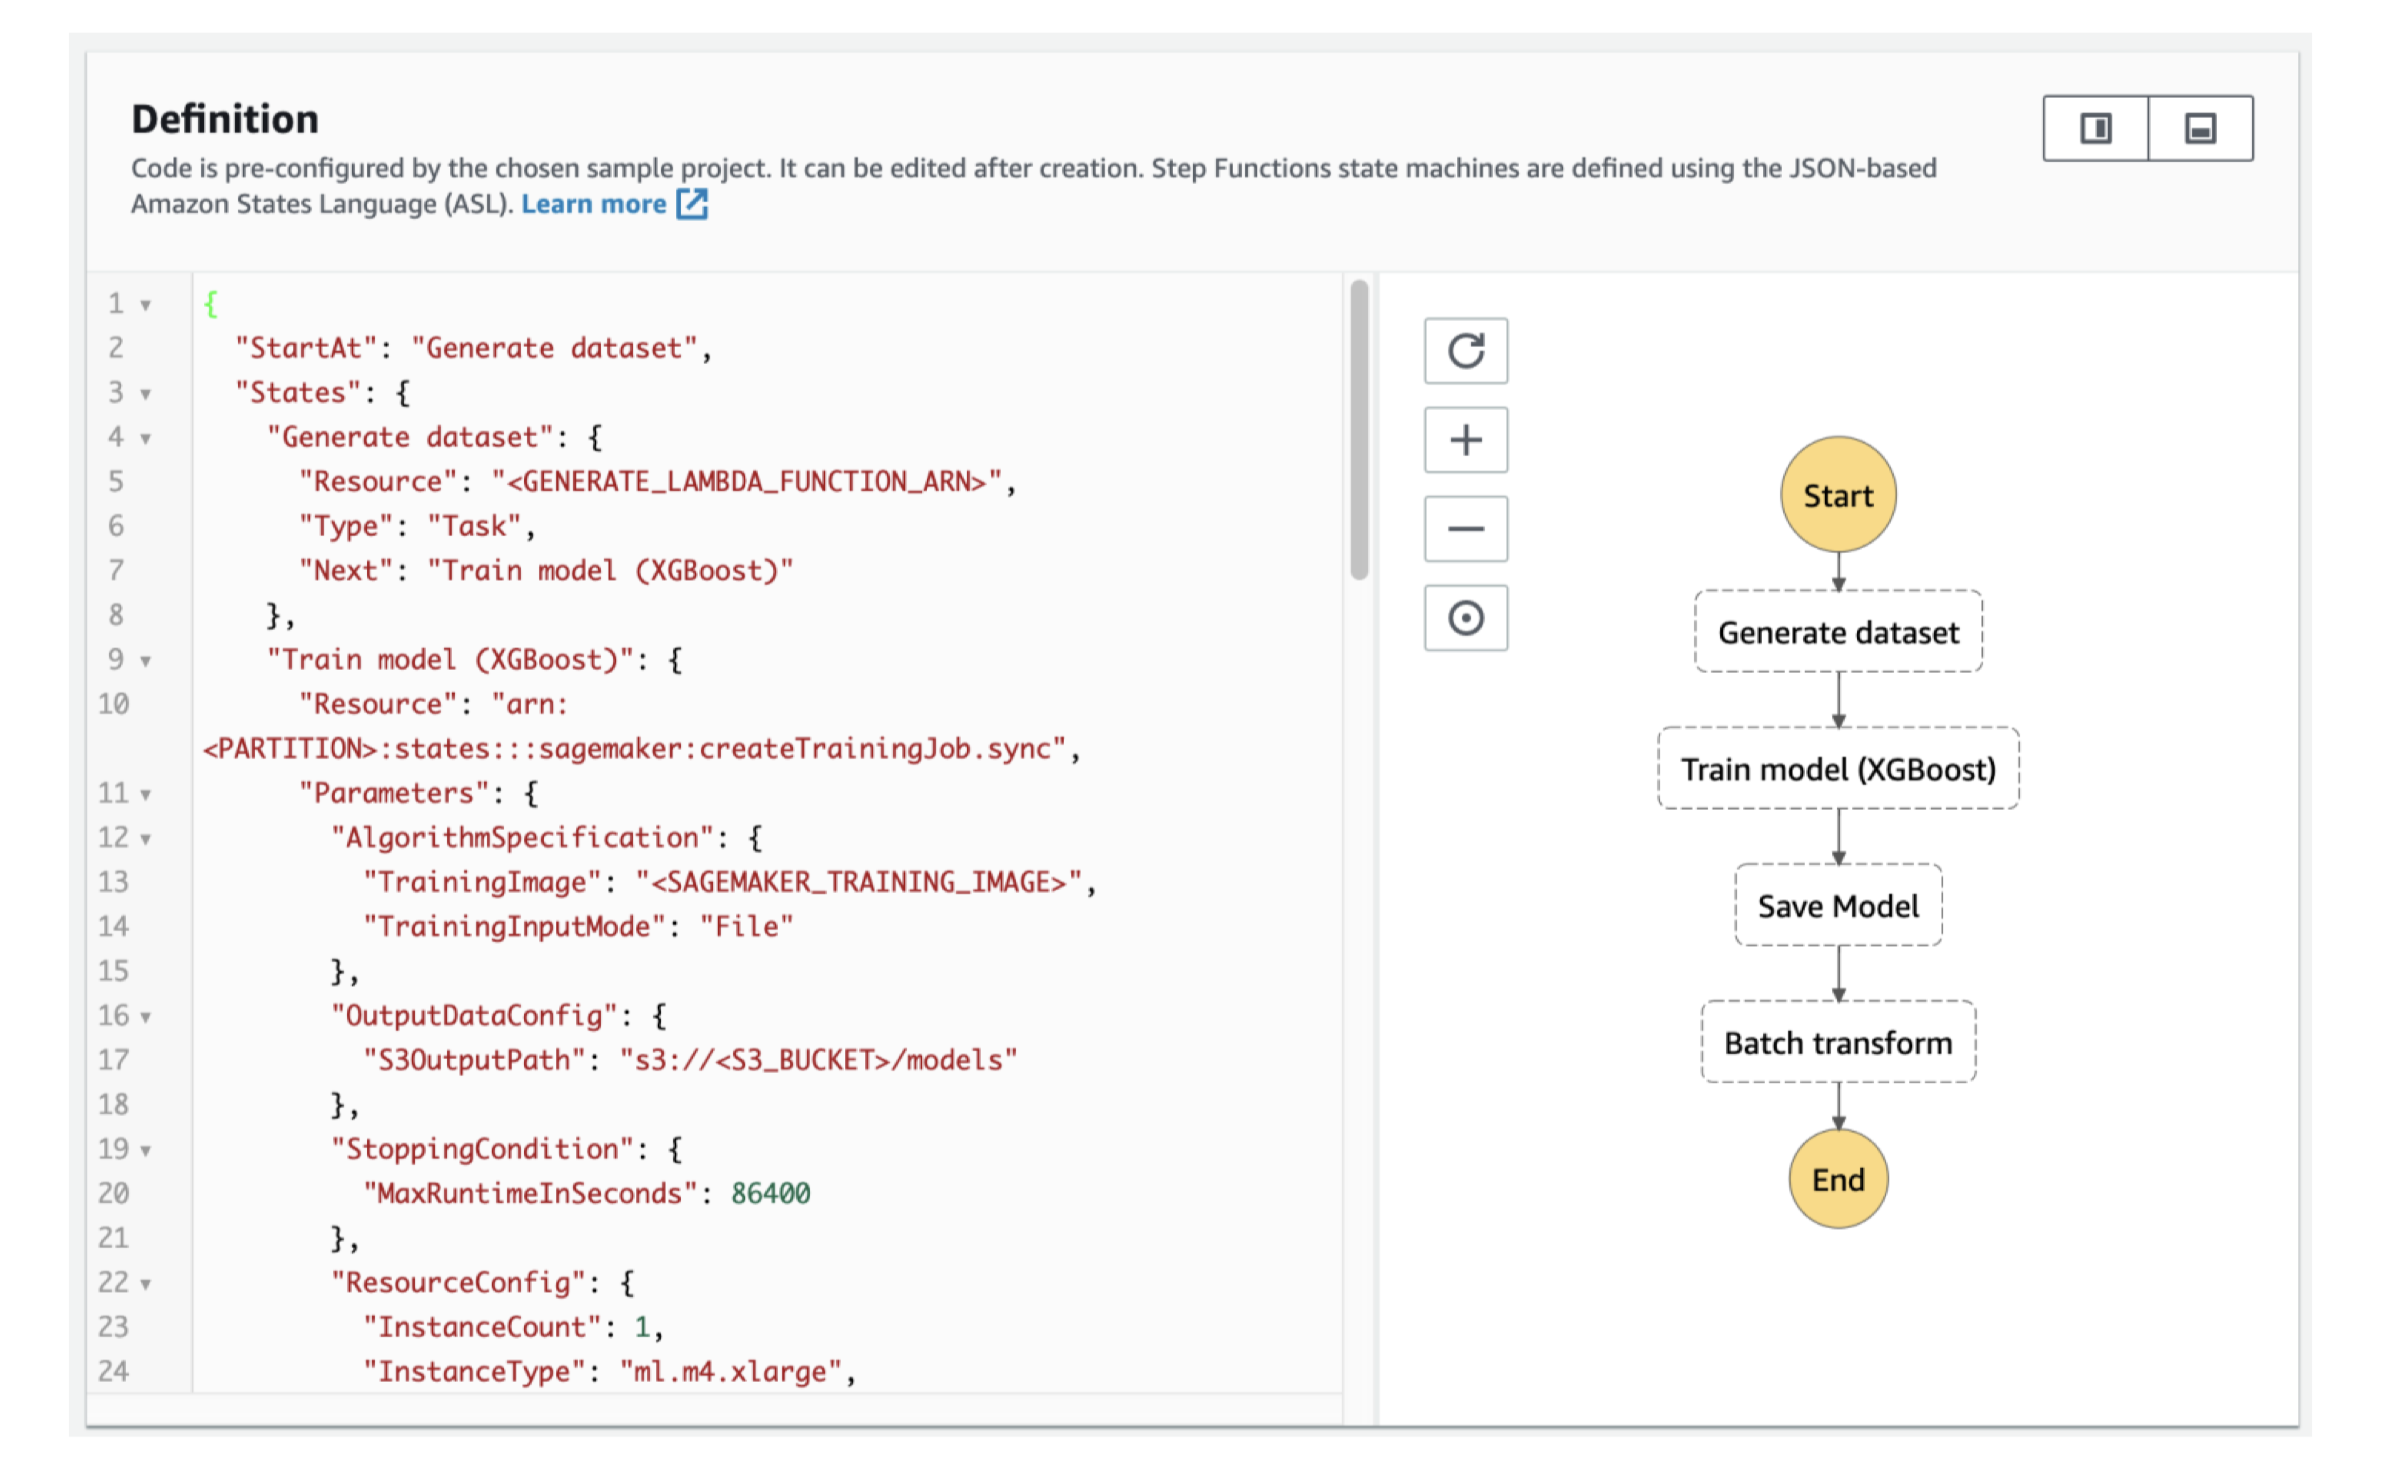 Definition
Code is pre-configured by the chosen sample project. It can be edited after creation. Step Functions state machines are defined using the JSON-based
Amazon States Language (ASL). Learn more
1 {
2 "StartAt": "Generate dataset",
3 "States": {
4 "Generate dataset": {
5 "Resource": "<GENERATE_LAMBDA_FUNCTION_ARN>",
6 "Type": "Task",
7 "Next": "Train model (XGBoost)"
8 },
9 "Train model (XGBoost)": {
10 "Resource": "arn:
<PARTITION>:states:::sagemaker:createTrainingJob.sync",
11 "Parameters": {
12 "AlgorithmSpecification": {
13 "TrainingImage": "<SAGEMAKER_TRAINING_IMAGE>",
14 "TrainingInputMode": "File"
15 },
16 "OutputDataConfig": {
17 "S3OutputPath": "s3://<S3_BUCKET>/models"
18 },
19 "StoppingCondition": {
20 "MaxRuntimeInSeconds": 86400
21 },
22 "ResourceConfig": {
23 "InstanceCount": 1,
24 "InstanceType": "ml.m4.xlarge",
Start
Generate dataset
Train model (XGBoost)
Save Model
Batch transform
End